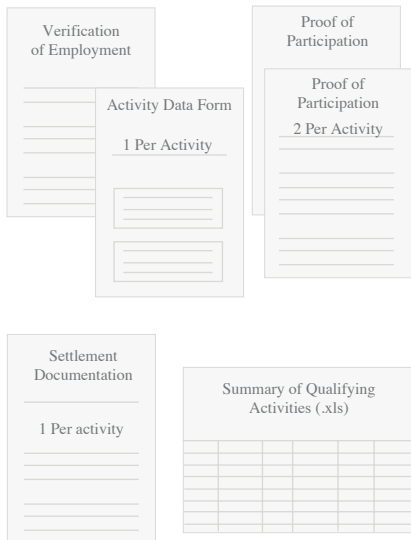 Verification
of Employment
Activity Data Form
1 Per Activity
Proof of
Participation
Proof of
Participation
2 Per Activity
Settlement
Documentation
1 Per activity
Summary of Qualifying
Activities (.xls)